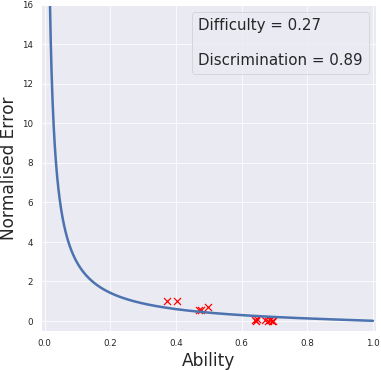 16
14
12
10
8
6
4
2
0
Normalised Error
Difficulty = 0.27
Discrimination = 0.89
0.0 0.2 0.4 0.6 0.8 1.0
Ability